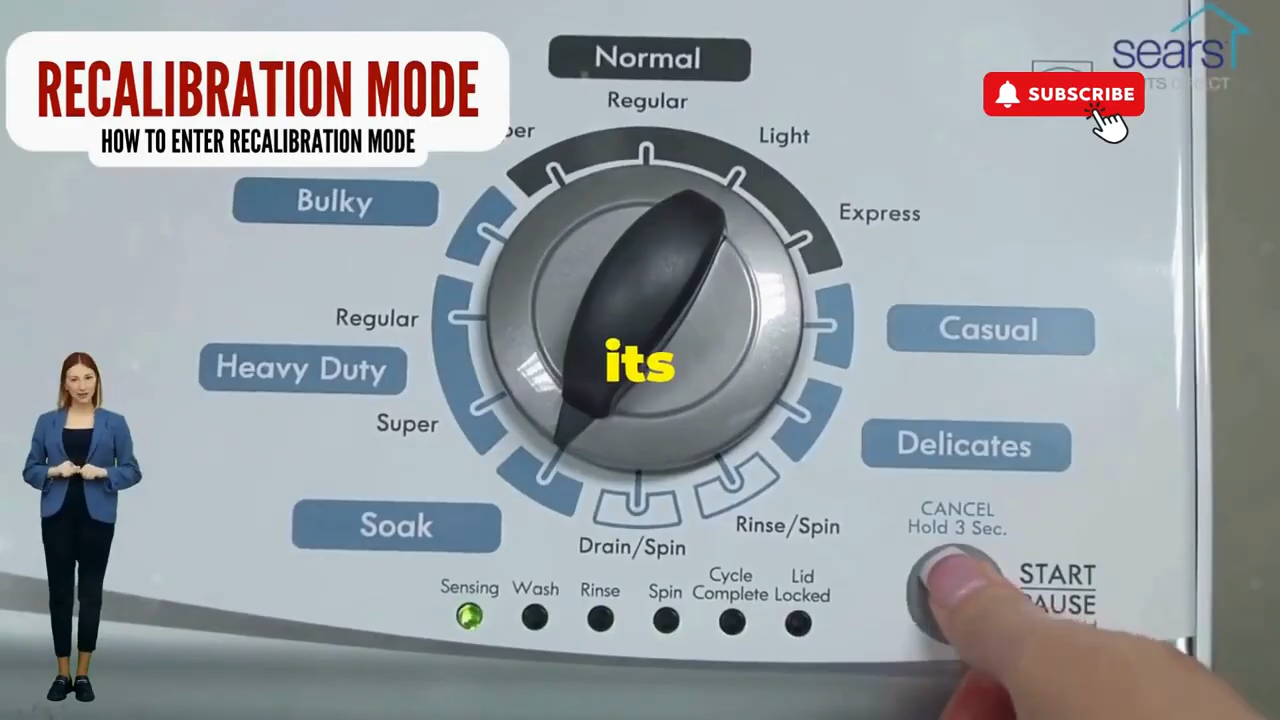 RECALIBRATION MODE
HOW TO ENTER RECALIBRATION MODE
sears
SUBSCRIBE
Normal
Regular
Light
Express
Bulky
Regular
Heavy Duty
Super
Casual
Delicates
its
Soak
Drain/Spin
Rinse/Spin
CANCEL
Hold 3 Sec.
START
Sensing
Wash
Rinse
Spin
Cycle
Complete
Lid
Locked